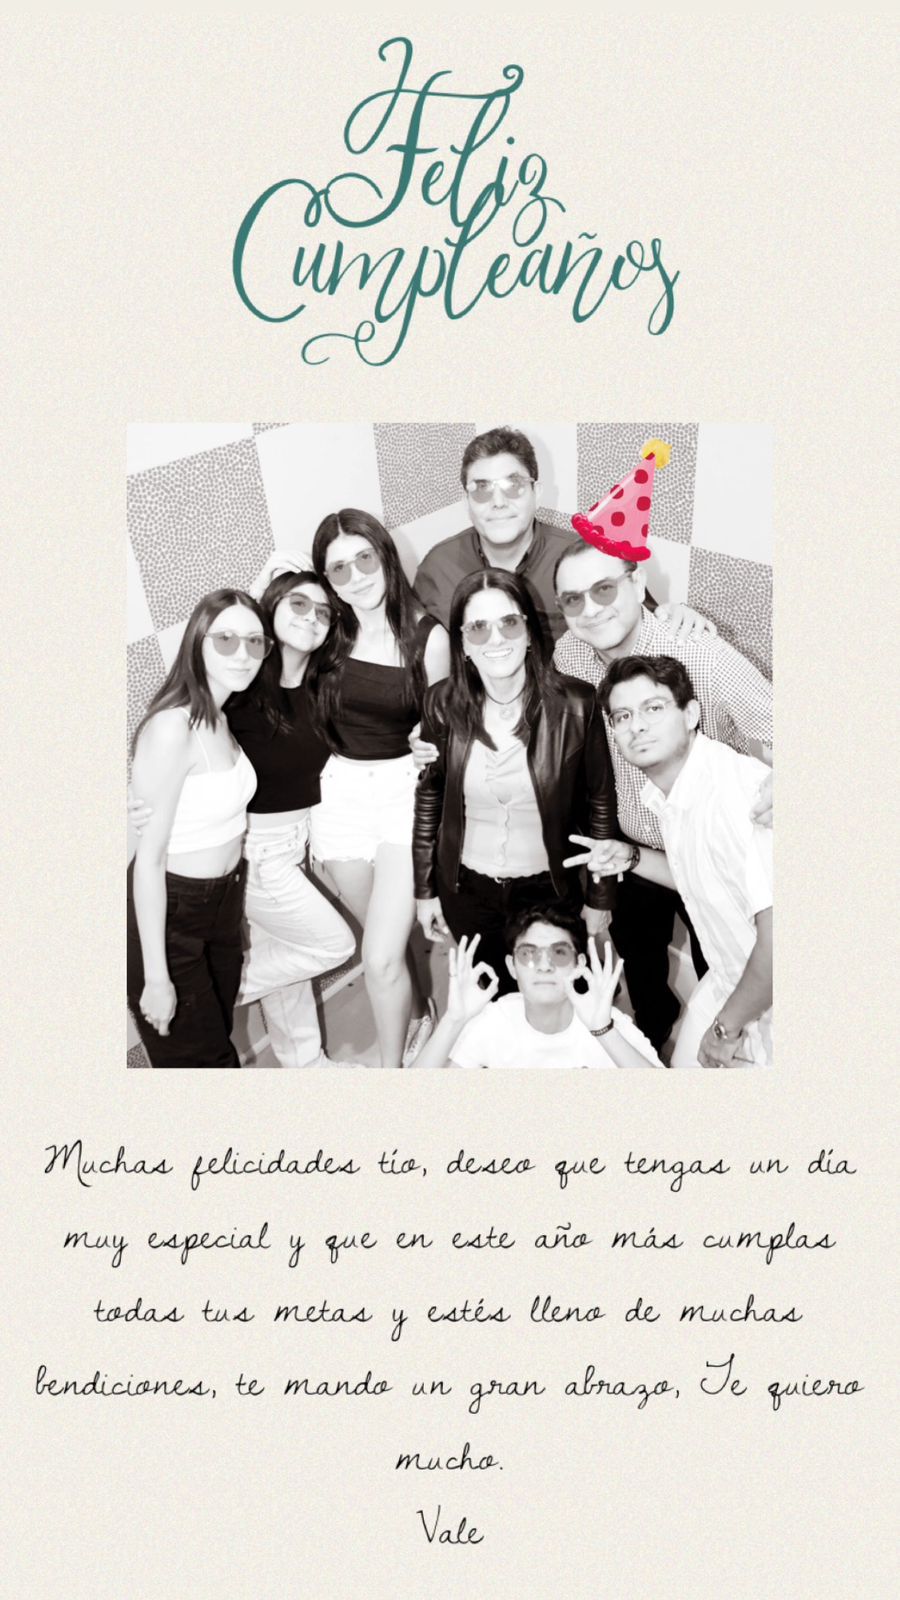 Feliz
Cumpleaños
Muchas felicidades tío, deseo que tengas un día
muy especial y que en este año más cumplas
todas tus metas y estés lleno de muchas
bendiciones, te mando un gran abrazo, Te quiero
mucho.
Vale